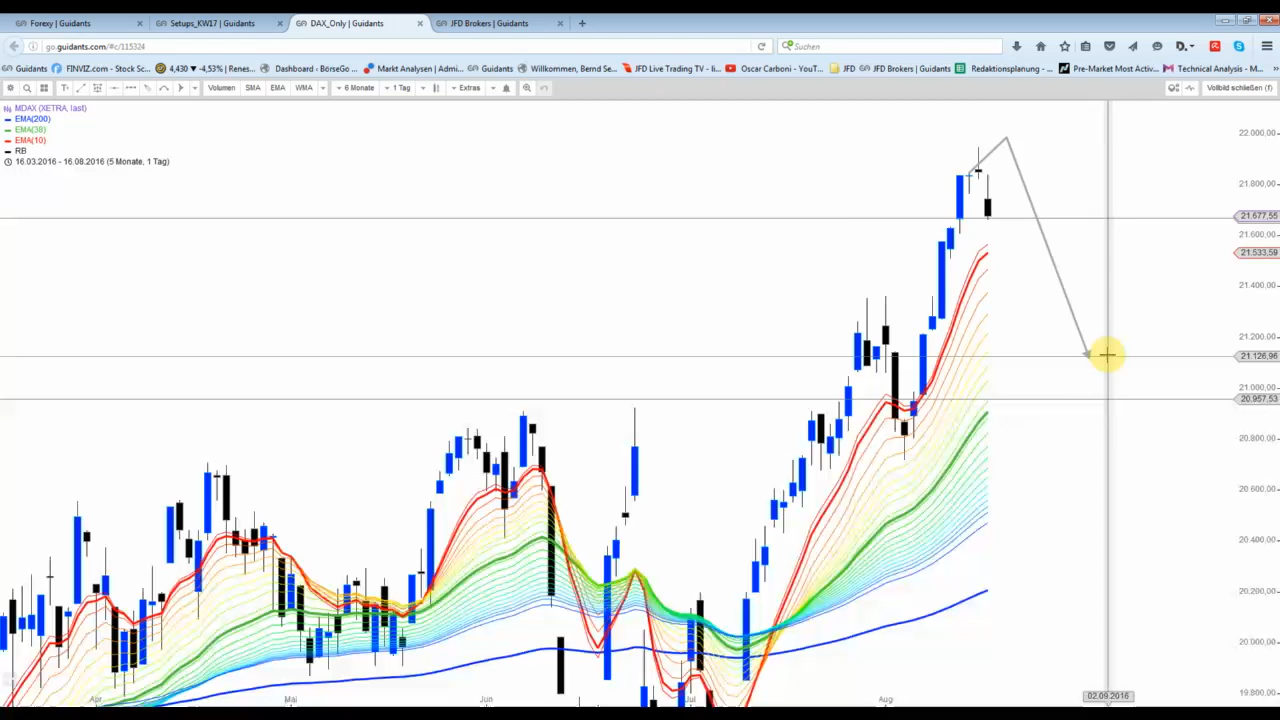 Forexy | Guidants
Setups_KW17 | Guidants
DAX_Only | Guidants
JFD Brokers | Guidants
go.guidants.com/#c/115324
Suchen
Guidants
FINVIZ.com - Stock Sc...
4,430 ▼ -4,53% | Renes...
Dashboard - BörseGo ...
Markt Analysen | Admi...
Guidants
Willkommen, Bernd Se...
JFD Live Trading TV - li...
Oscar Carboni - YouT...
JFD
JFD Brokers | Guidants
Redaktionsplanung - ...
Pre-Market Most Activ...
Technical Analysis - M...
Volumen
SMA
EMA
WMA
6 Monate
1 Tag
Extras
Vollbild schließen (f)
MDAX (XETRA, last)
EMA(200)
EMA(38)
EMA(10)
RB
16.03.2016 - 16.08.2016 (5 Monate, 1 Tag)
22.000,00
21.800,00
21.677,55
21.600,00
21.533,59
21.400,00
21.200,00
21.126,96
21.000,00
20.957,53
20.800,00
20.600,00
20.400,00
20.200,00
20.000,00
19.800,00
Apr
Mai
Jun
Jul
Aug
02.09.2016